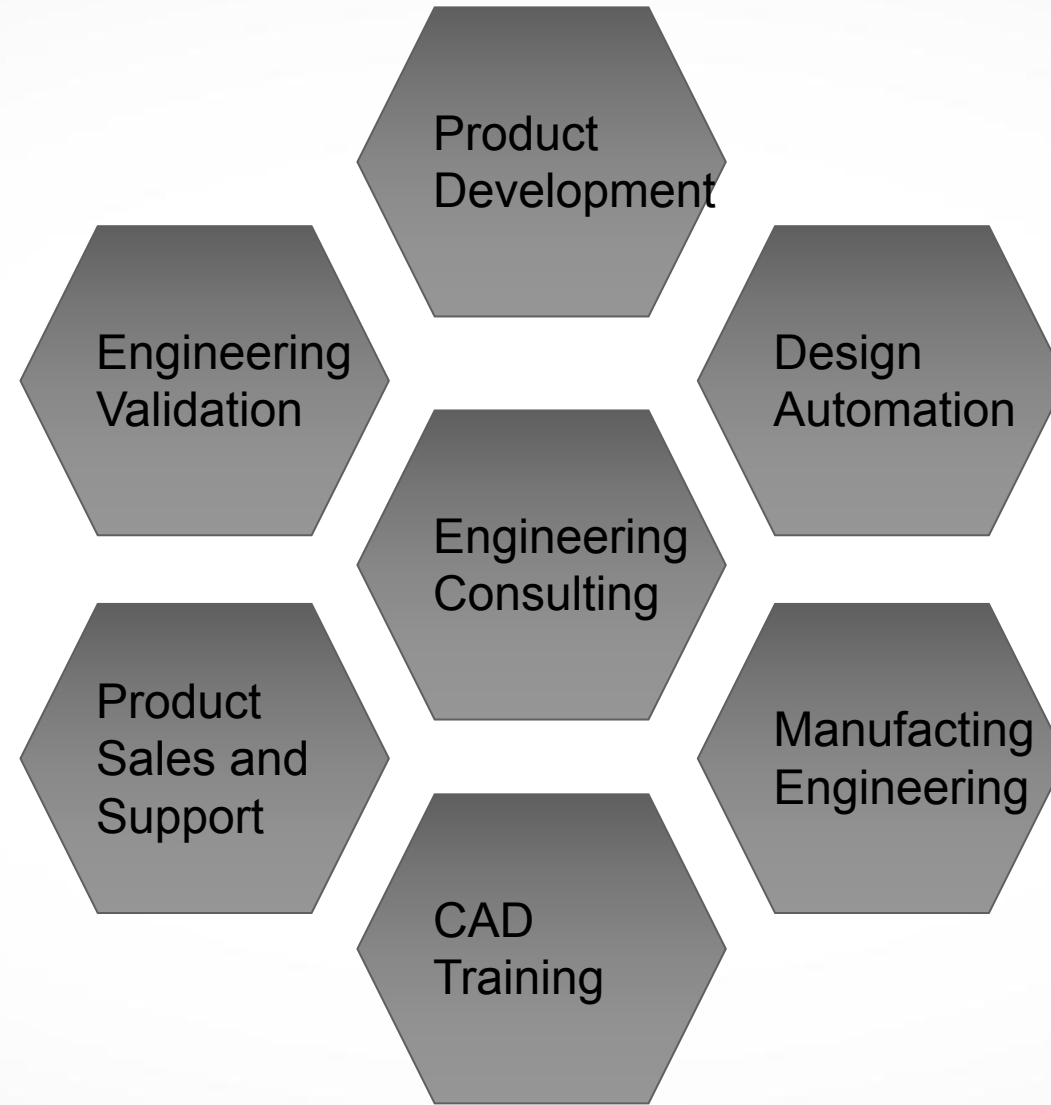 Product
Development
Engineering
Validation
Design
Automation
Engineering
Consulting
Product
Sales and
Support
Manufacting
Engineering
CAD
Training